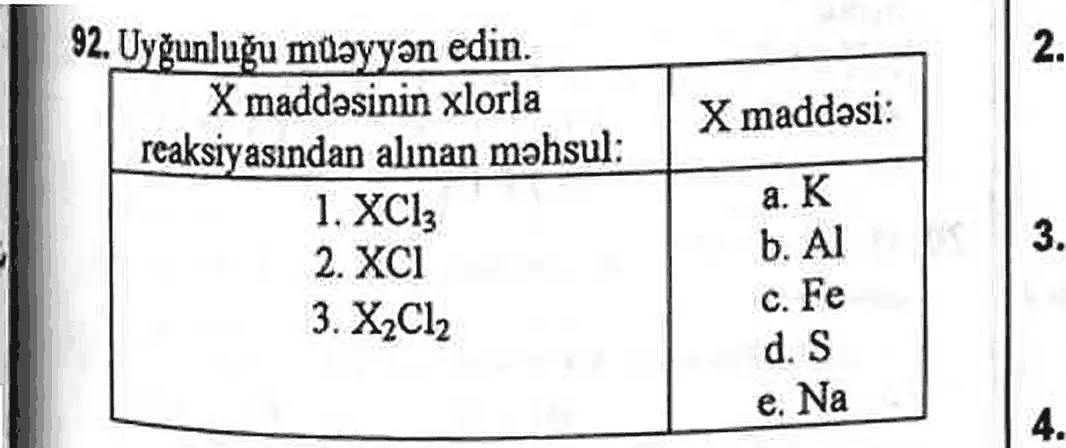 92. Uyğunluğu müəyyən edin.
X maddəsinin xlorla
reaksiyasından alınan məhsul:
X maddəsi:
1. XCl₃
2. XCl
3. X₂Cl₂
a. K
b. Al
c. Fe
d. S
e. Na
2.
3.
4.